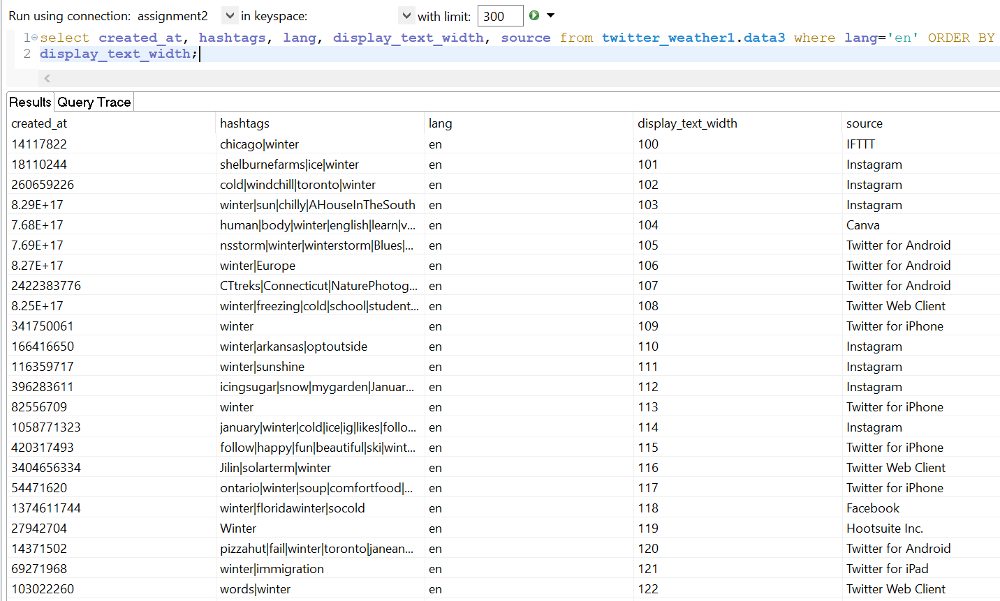 Run using connection: assignment2 in keyspace: with limit: 300
1 select created_at, hashtags, lang, display_text_width, source from twitter_weather1.data3 where lang='en' ORDER BY
2 display_text_width;
Results Query Trace
created_at hashtags lang display_text_width source
14117822 chicago|winter en 100 IFTTT
18110244 shelburnefarms|ice|winter en 101 Instagram
260659226 cold|windchill|toronto|winter en 102 Instagram
8.29E+17 winter|sun|chilly|AHouseInTheSouth en 103 Instagram
7.68E+17 human|body|winter|english|learn|v... en 104 Canva
7.69E+17 nsstorm|winter|winterstorm|Blues|... en 105 Twitter for Android
8.27E+17 winter|Europe en 106 Twitter for Android
2422383776 CTtreks|Connecticut|NaturePhotog... en 107 Twitter for Android
8.25E+17 winter|freezing|cold|school|student... en 108 Twitter Web Client
341750061 winter en 109 Twitter for iPhone
166416650 winter|arkansas|optoutside en 110 Instagram
116359717 winter|sunshine en 111 Instagram
396283611 icingsugar|snow|mygarden|Januar... en 112 Instagram
82556709 winter en 113 Twitter for iPhone
1058771323 january|winter|cold|ice|ig|likes|follo... en 114 Instagram
420317493 follow|happy|fun|beautiful|ski|wint... en 115 Twitter for iPhone
3404656334 Jilin|solarterm|winter en 116 Twitter Web Client
54471620 ontario|winter|soup|comfortfood|... en 117 Twitter for iPhone
1374611744 winter|floridawinter|socold en 118 Facebook
27942704 Winter en 119 Hootsuite Inc.
14371502 pizzahut|fail|winter|toronto|janean... en 120 Twitter for Android
69271968 winter|immigration en 121 Twitter for iPad
103022260 words|winter en 122 Twitter Web Client